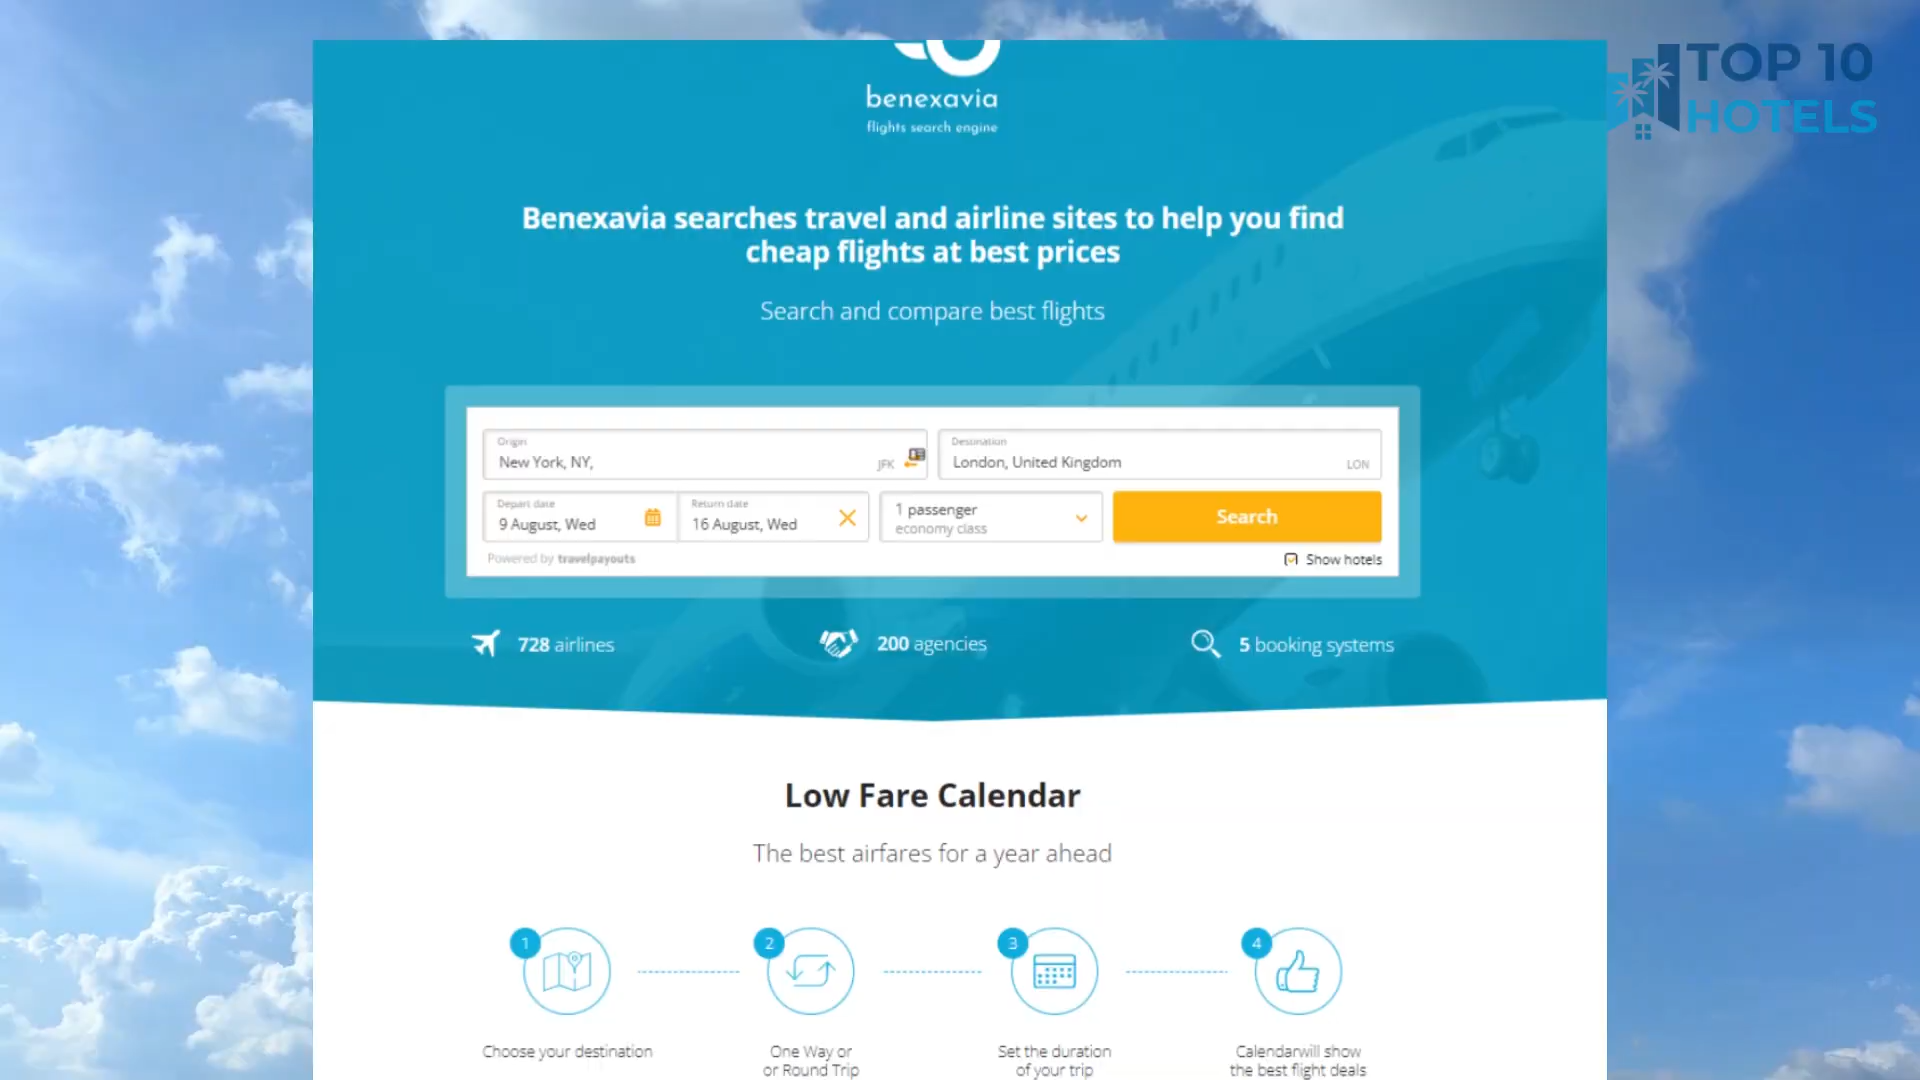 TOP 10
HOTELS
benexavia
flights search engine
Benexavia searches travel and airline sites to help you find
cheap flights at best prices
Search and compare best flights
Origin
New York, NY,
JFK
Destination
London, United Kingdom
LON
Depart date
9 August, Wed
Return date
16 August, Wed
1 passenger
economy class
Search
Powered by travelpayouts
Show hotels
728 airlines
200 agencies
5 booking systems
Low Fare Calendar
The best airfares for a year ahead
1
2
3
4
Choose your destination
One Way or
or Round Trip
Set the duration
of your trip
Calendarwill show
the best flight deals